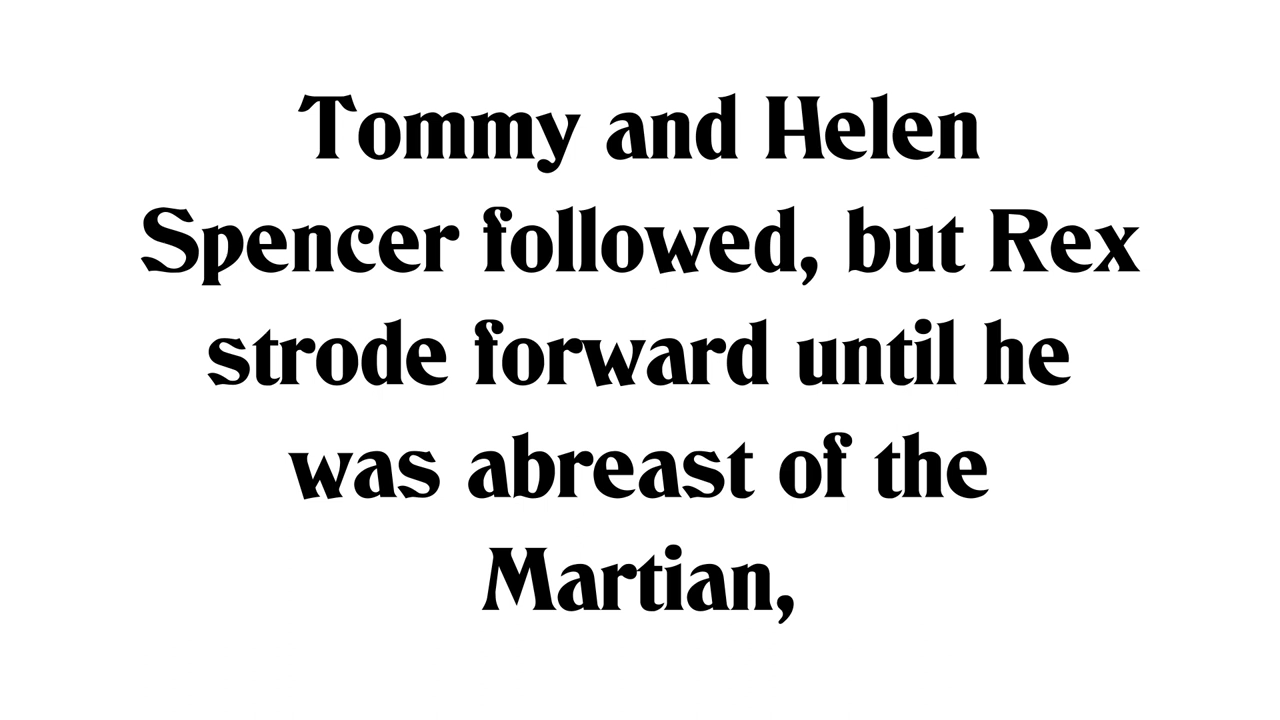 Tommy and Helen
Spencer followed, but Rex
strode forward until he
was abreast of the
Martian,